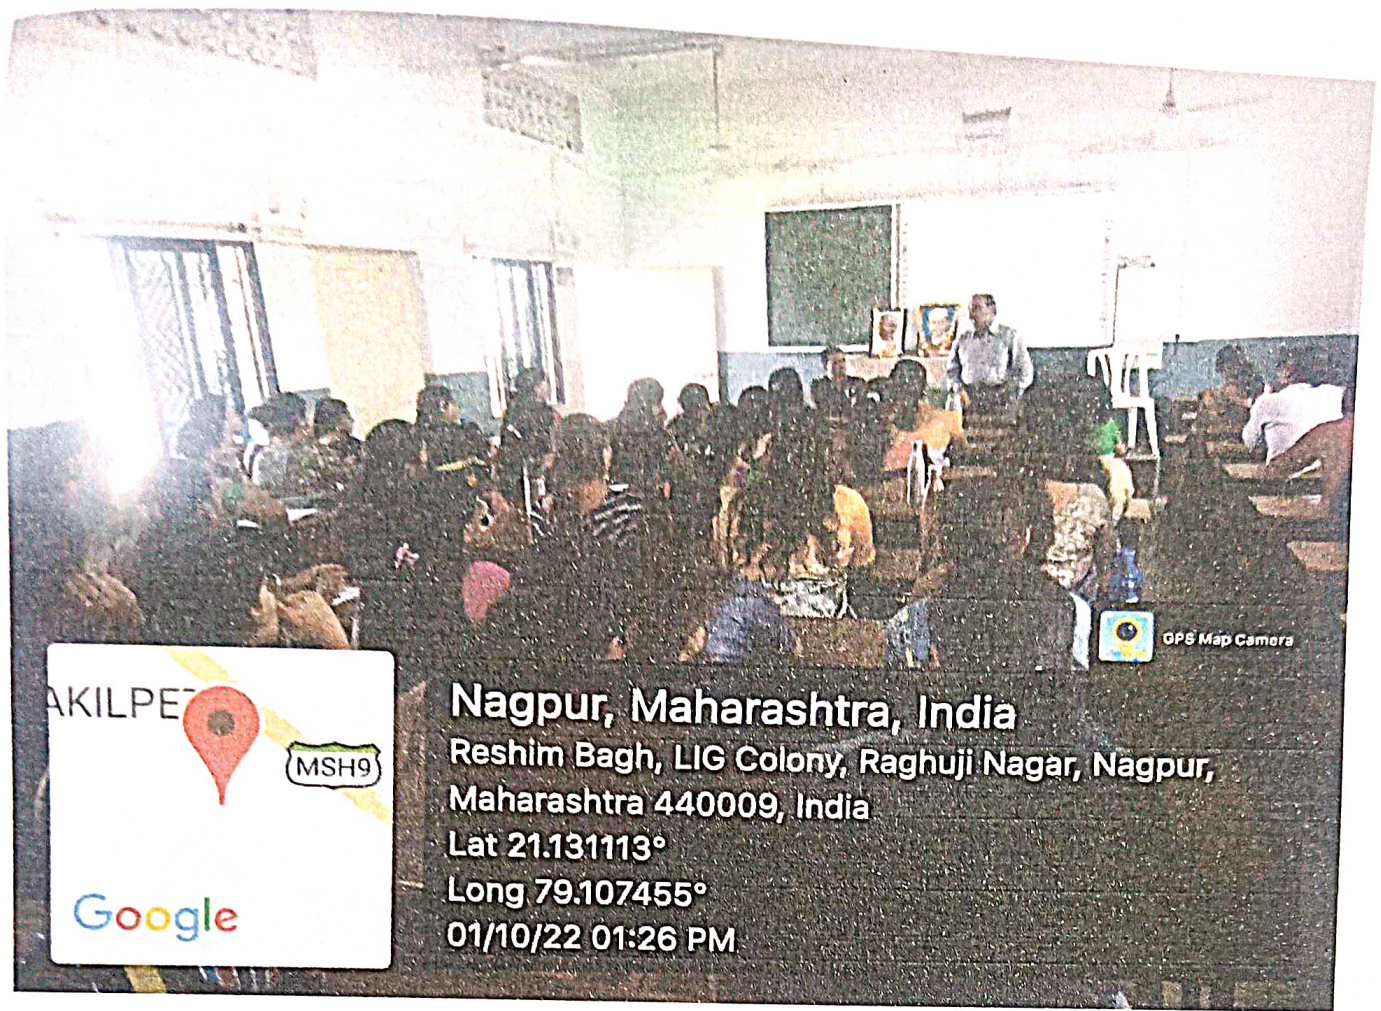 GPS Map Camera
AKILPE
MSH9
Google
Nagpur, Maharashtra, India
Reshim Bagh, LIG Colony, Raghuji Nagar, Nagpur,
Maharashtra 440009, India
Lat 21.131113°
Long 79.107455°
01/10/22 01:26 PM